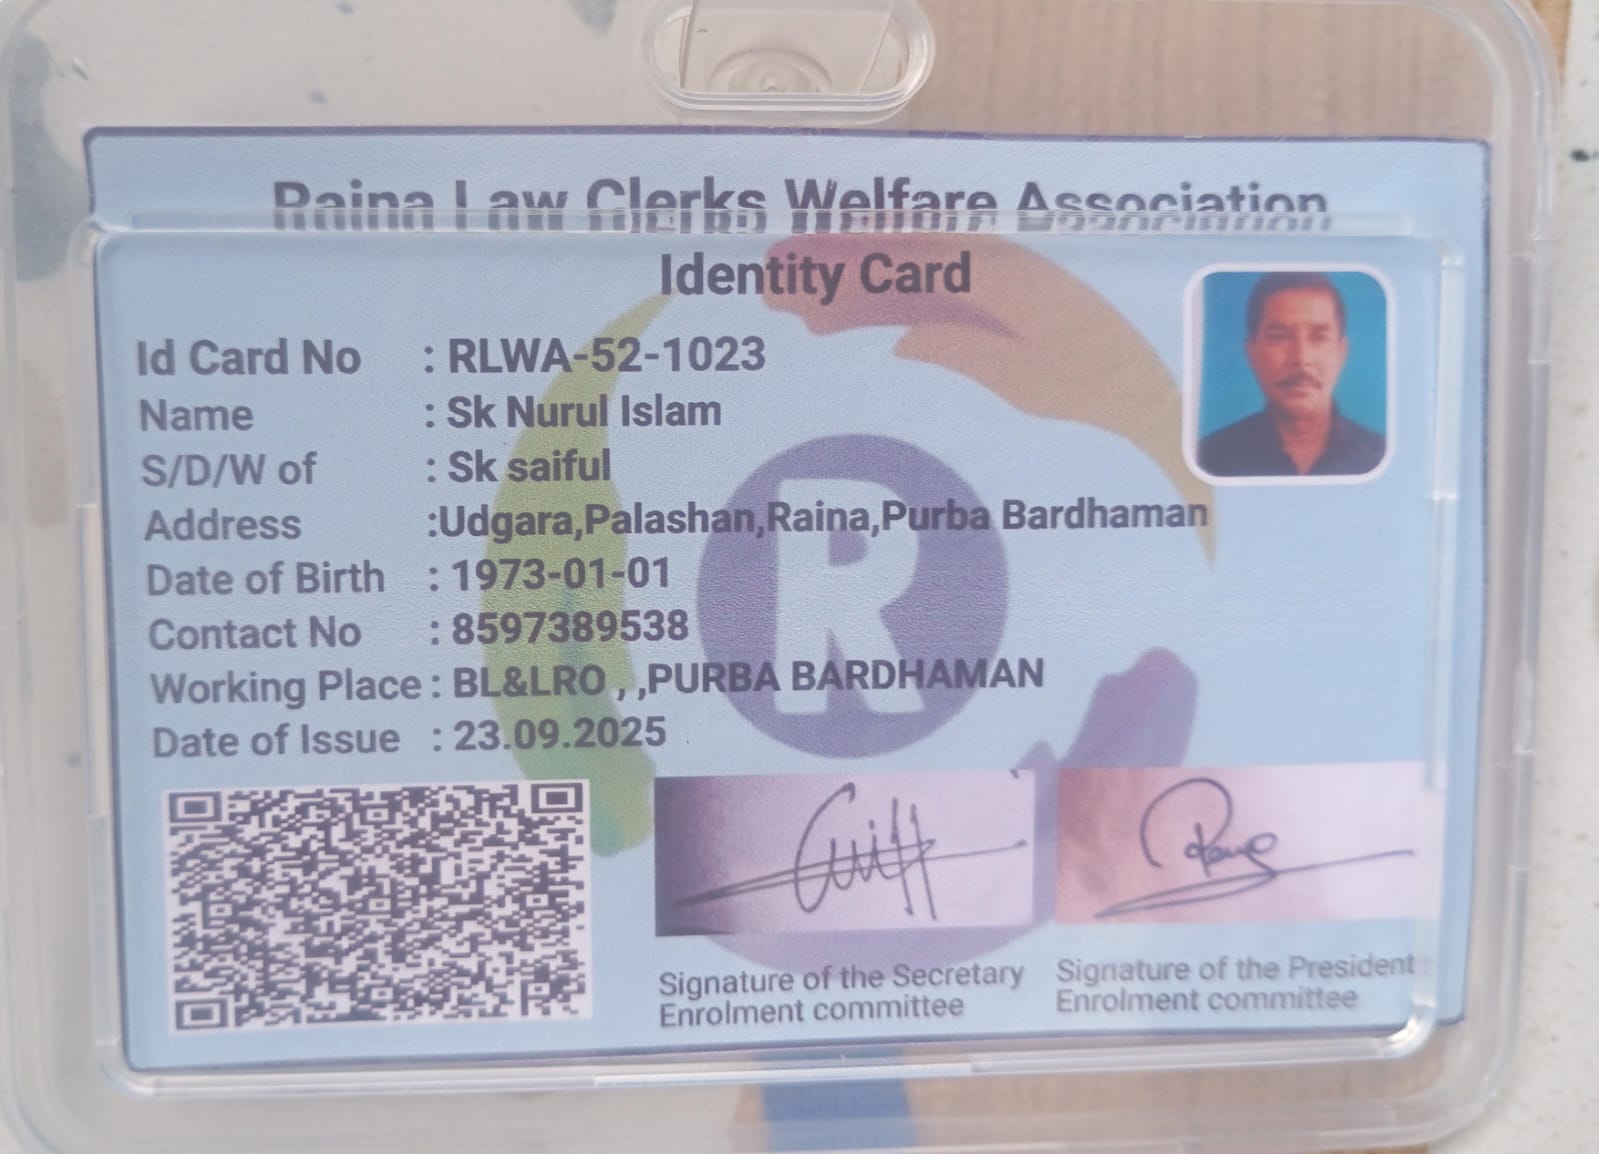 Raina Law Clerks Welfare Association
Identity Card
Id Card No : RLWA-52-1023
Name : Sk Nurul Islam
S/D/W of : Sk saiful
Address :Udgara,Palashan,Raina,Purba Bardhaman
Date of Birth : 1973-01-01
Contact No : 8597389538
Working Place : BL&LRO , ,PURBA BARDHAMAN
Date of Issue : 23.09.2025
R
Signature of the Secretary
Enrolment committee
Signature of the President
Enrolment committee